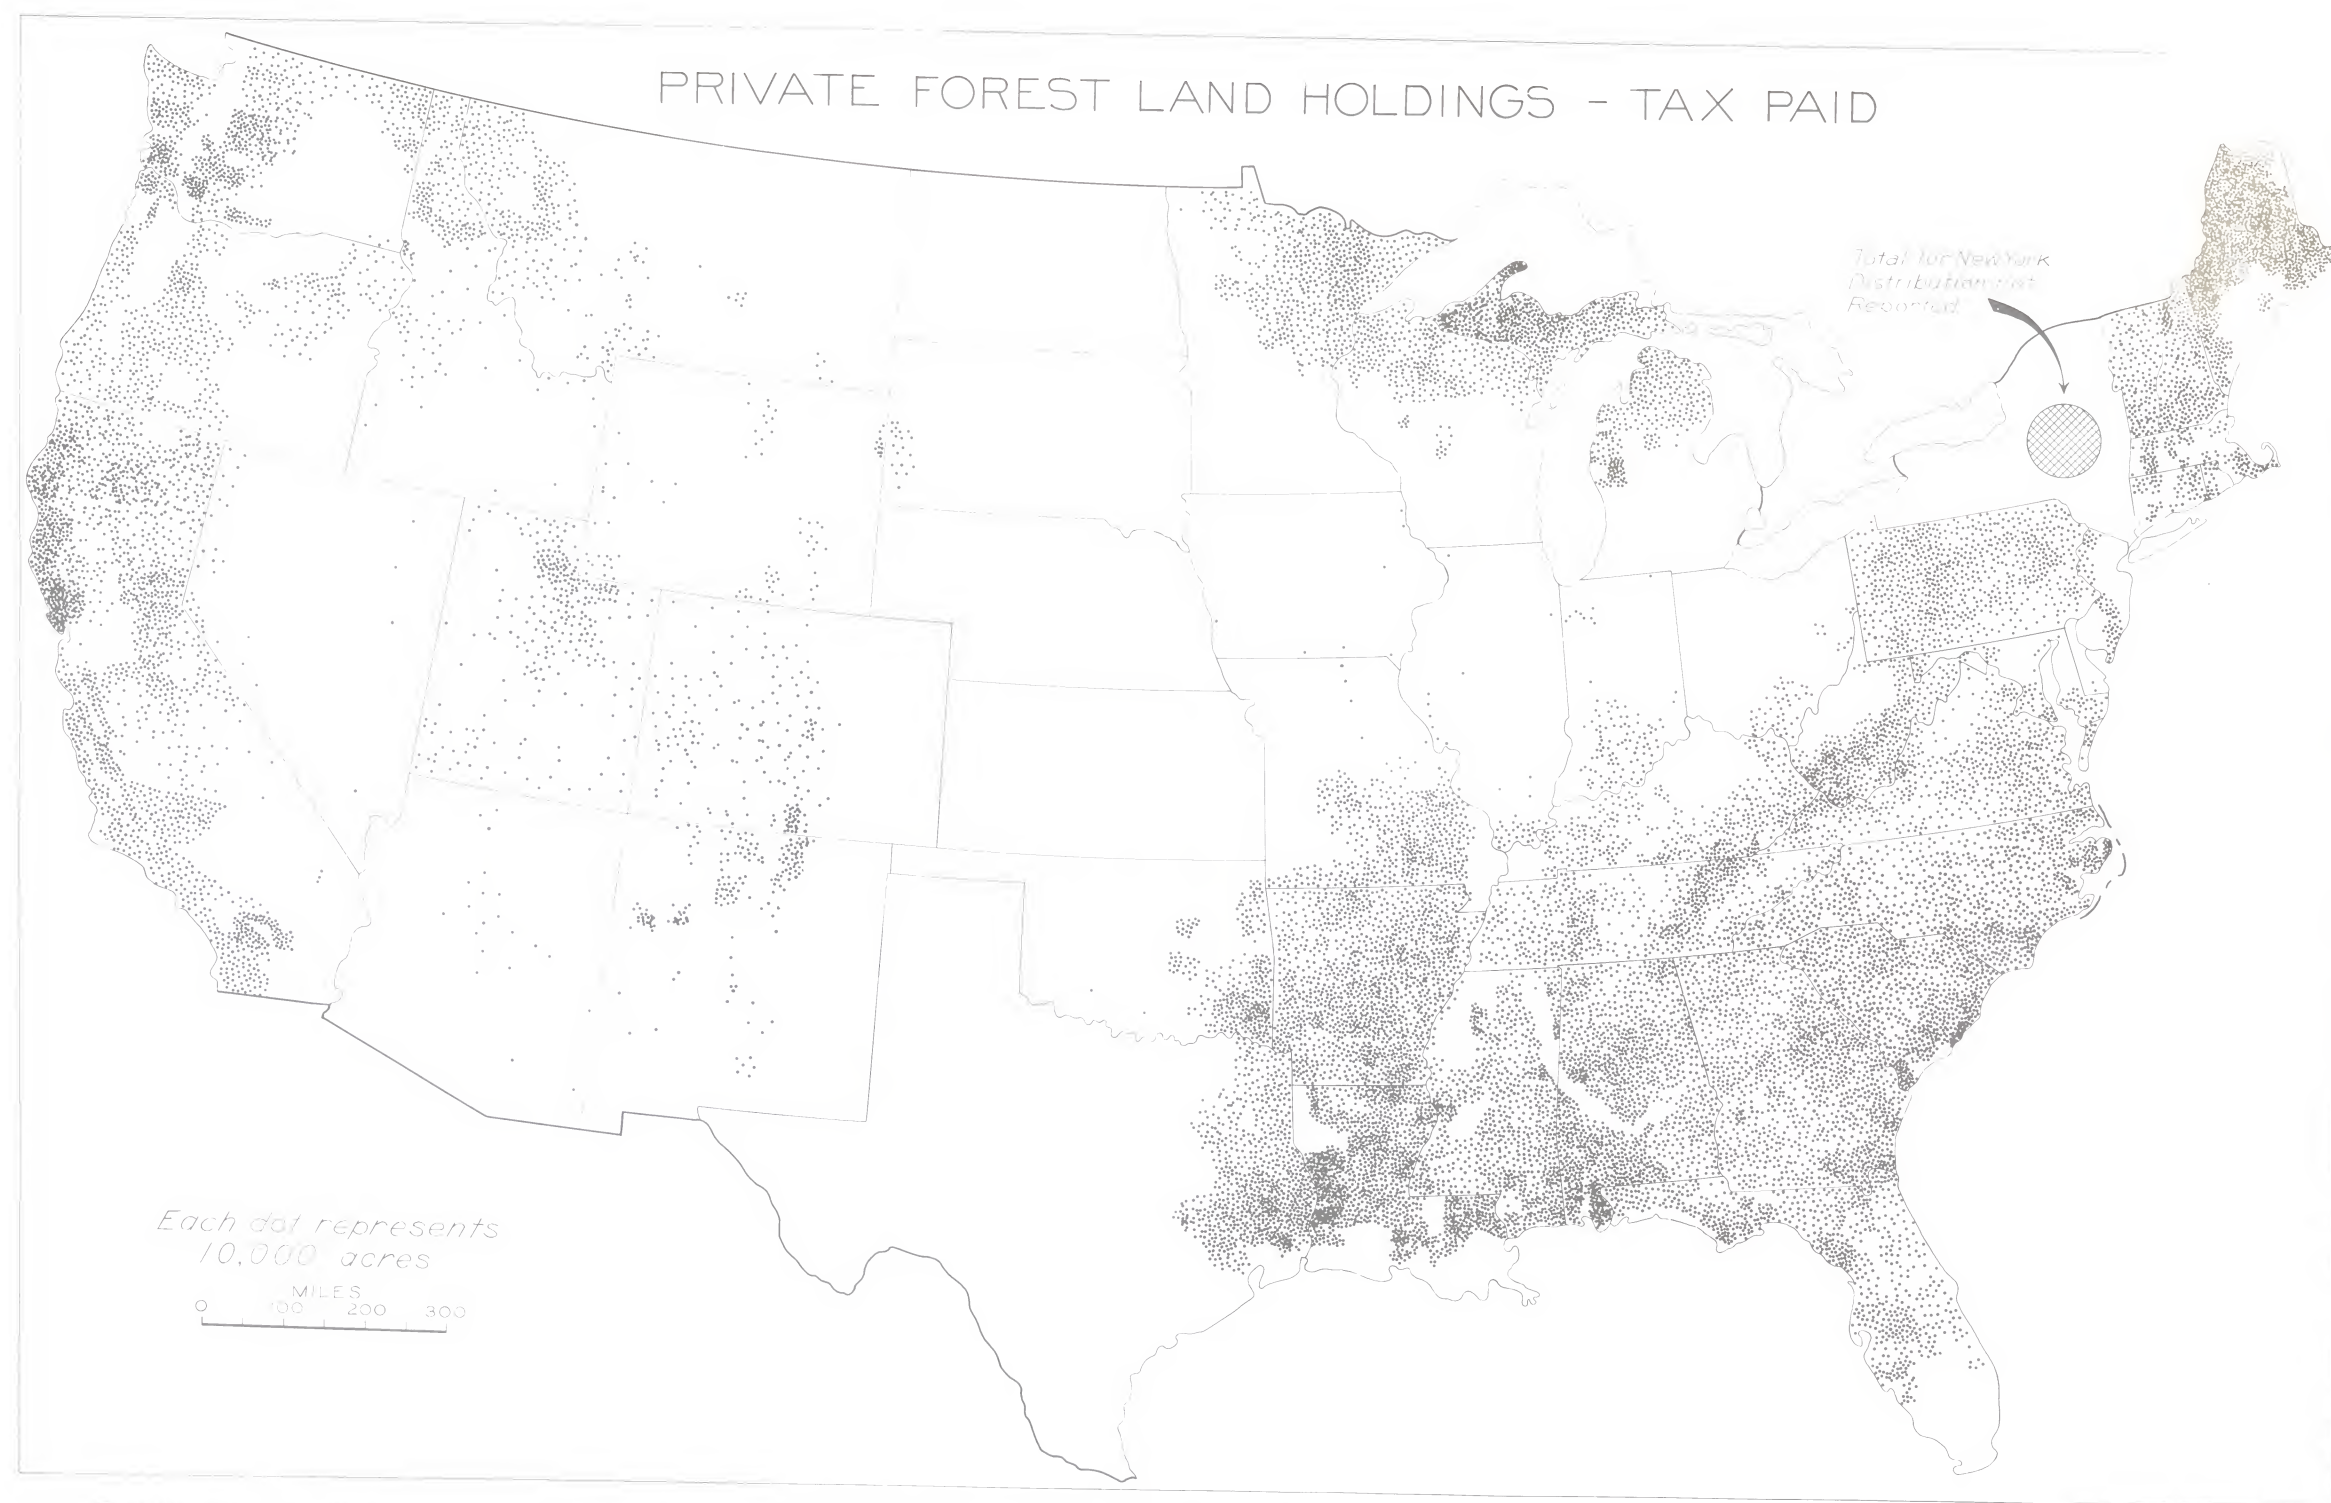 PRIVATE FOREST LAND HOLDINGS - TAX PAID
Total for New York
Distribution not
Reported
Each dot represents
10,000 acres
MILES
0 100 200 300